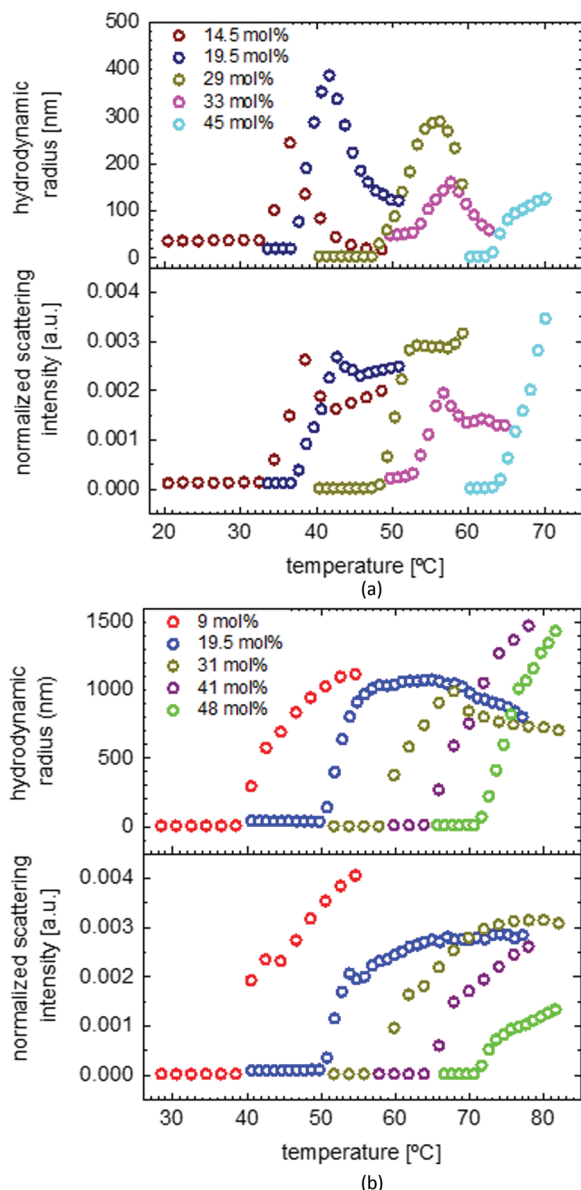 500
400
300
200
100
0
hydrodynamic
radius [nm]
14.5 mol%
19.5 mol%
29 mol%
33 mol%
45 mol%
0.004
0.003
0.002
0.001
0.000
normalized scattering
intensity [a.u.]
20 30 40 50 60 70
temperature [ºC]
(a)
1500
1000
500
0
hydrodynamic
radius (nm)
9 mol%
19.5 mol%
31 mol%
41 mol%
48 mol%
0.004
0.003
0.002
0.001
0.000
normalized scattering
intensity [a.u.]
30 40 50 60 70 80
temperature [ºC]
(b)